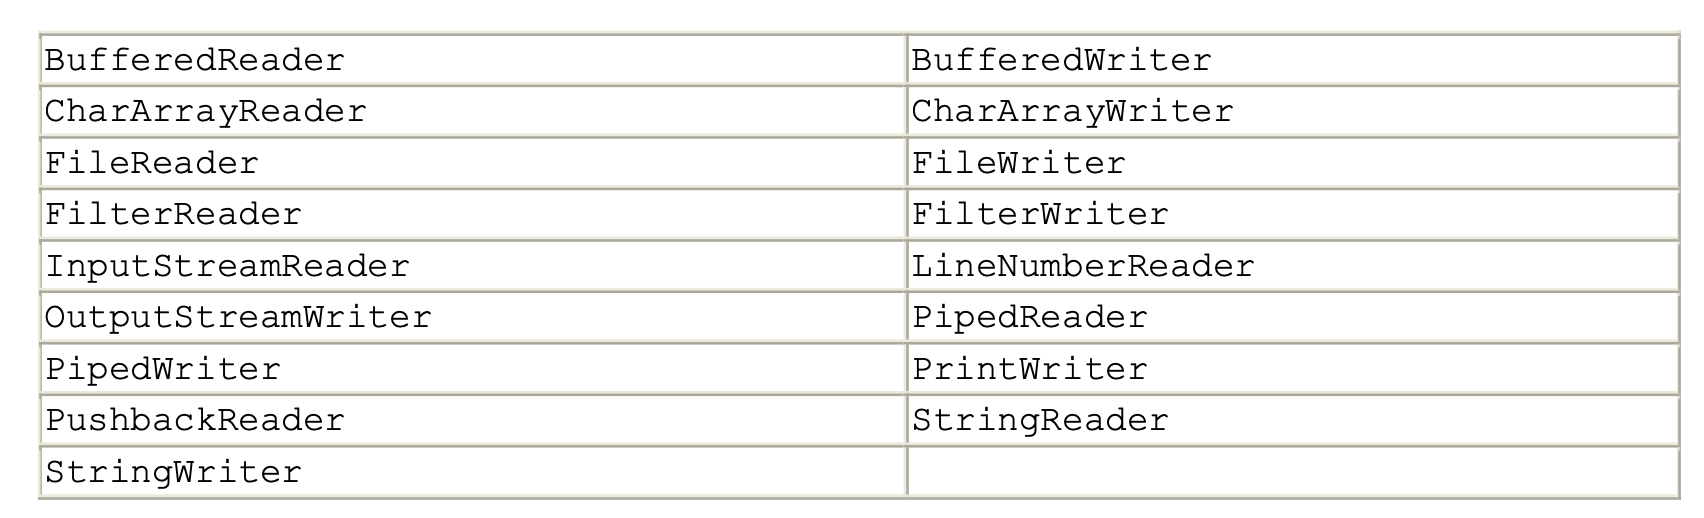 BufferedReader BufferedWriter
CharArrayReader CharArrayWriter
FileReader FileWriter
FilterReader FilterWriter
InputStreamReader LineNumberReader
OutputStreamWriter PipedReader
PipedWriter PrintWriter
PushbackReader StringReader
StringWriter